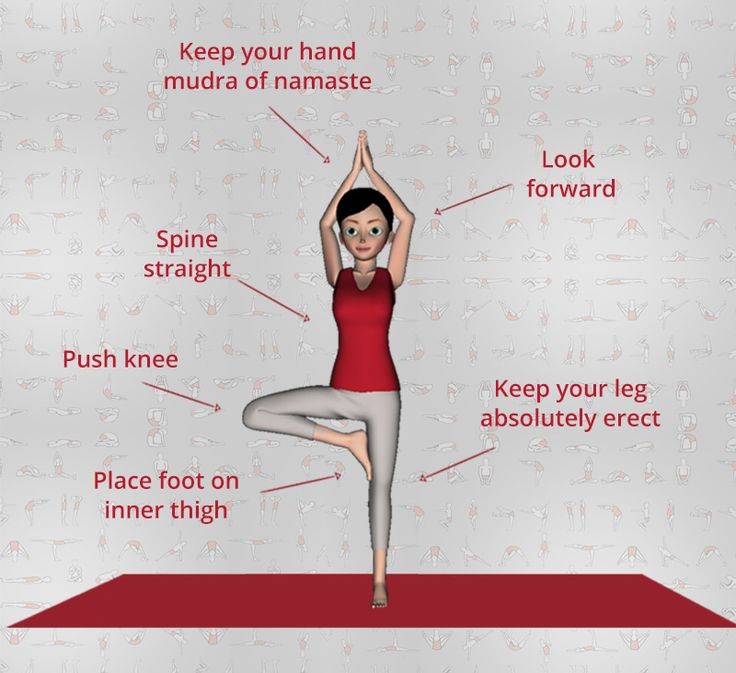 Keep your hand
mudra of namaste
Look
forward
Spine
straight
Push knee
Keep your leg
absolutely erect
Place foot on
inner thigh